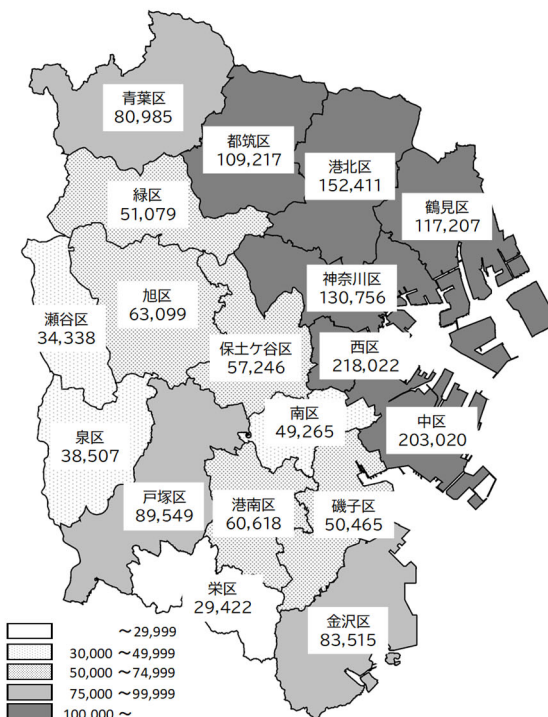 青葉区
80,985
都筑区
109,217
港北区
152,411
鶴見区
117,207
緑区
51,079
神奈川区
130,756
旭区
63,099
瀬谷区
34,338
保土ケ谷区
57,246
西区
218,022
南区
49,265
中区
203,020
泉区
38,507
戸塚区
89,549
港南区
60,618
磯子区
50,465
栄区
29,422
金沢区
83,515
～29,999
30,000 ～49,999
50,000 ～74,999
75,000 ～99,999
100,000 ～